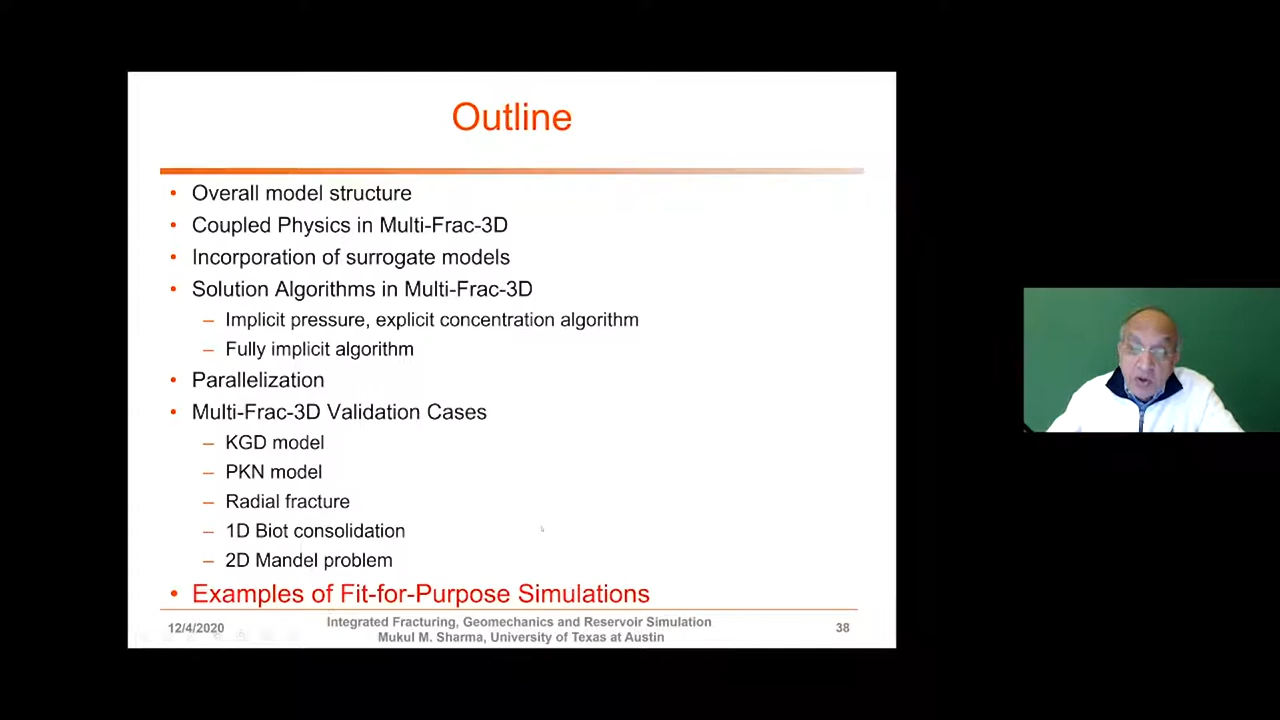 Outline
• Overall model structure
• Coupled Physics in Multi-Frac-3D
• Incorporation of surrogate models
• Solution Algorithms in Multi-Frac-3D
– Implicit pressure, explicit concentration algorithm
– Fully implicit algorithm
• Parallelization
• Multi-Frac-3D Validation Cases
– KGD model
– PKN model
– Radial fracture
– 1D Biot consolidation
– 2D Mandel problem
• Examples of Fit-for-Purpose Simulations
12/4/2020
Integrated Fracturing, Geomechanics and Reservoir Simulation
Mukul M. Sharma, University of Texas at Austin
38